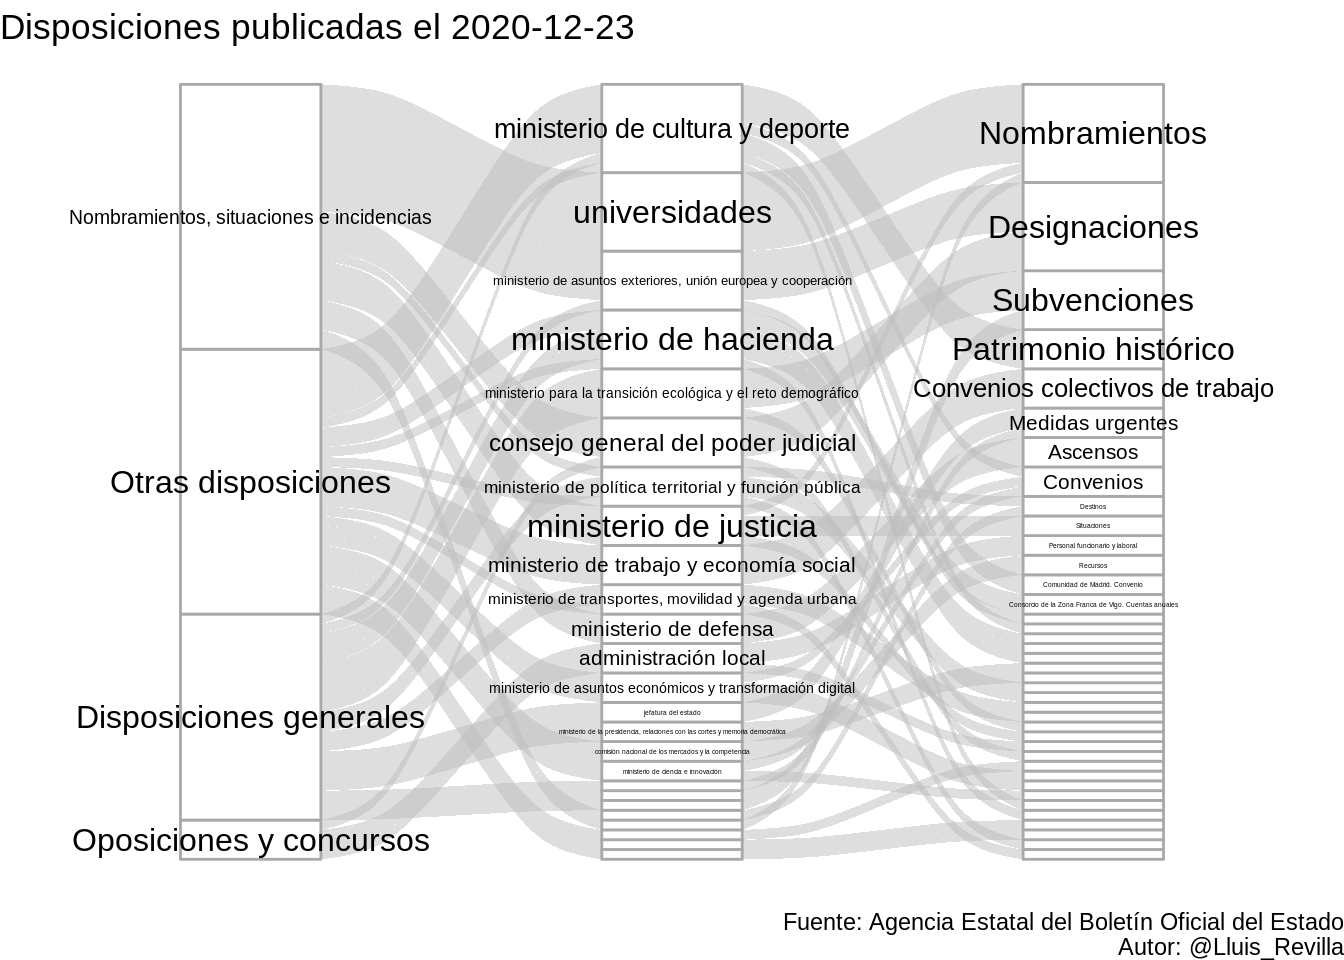 Disposiciones publicadas el 2020-12-23
Nombramientos, situaciones e incidencias
Otras disposiciones
Disposiciones generales
Oposiciones y concursos
ministerio de cultura y deporte
universidades
ministerio de asuntos exteriores, unión europea y cooperación
ministerio de hacienda
ministerio para la transición ecológica y el reto demográfico
consejo general del poder judicial
ministerio de política territorial y función pública
ministerio de justicia
ministerio de trabajo y economía social
ministerio de transportes, movilidad y agenda urbana
ministerio de defensa
administración local
ministerio de asuntos económicos y transformación digital
jefatura del estado
ministerio de la presidencia, relaciones con las cortes y memoria democrática
comisión nacional de los mercados y la competencia
ministerio de ciencia e innovación
Nombramientos
Designaciones
Subvenciones
Patrimonio histórico
Convenios colectivos de trabajo
Medidas urgentes
Ascensos
Convenios
Destinos
Situaciones
Personal funcionario y laboral
Recursos
Comunidad de Madrid. Convenio
Consorcio de la Zona Franca de Vigo. Cuentas anuales
Fuente: Agencia Estatal del Boletín Oficial del Estado
Autor: @Lluis_Revilla